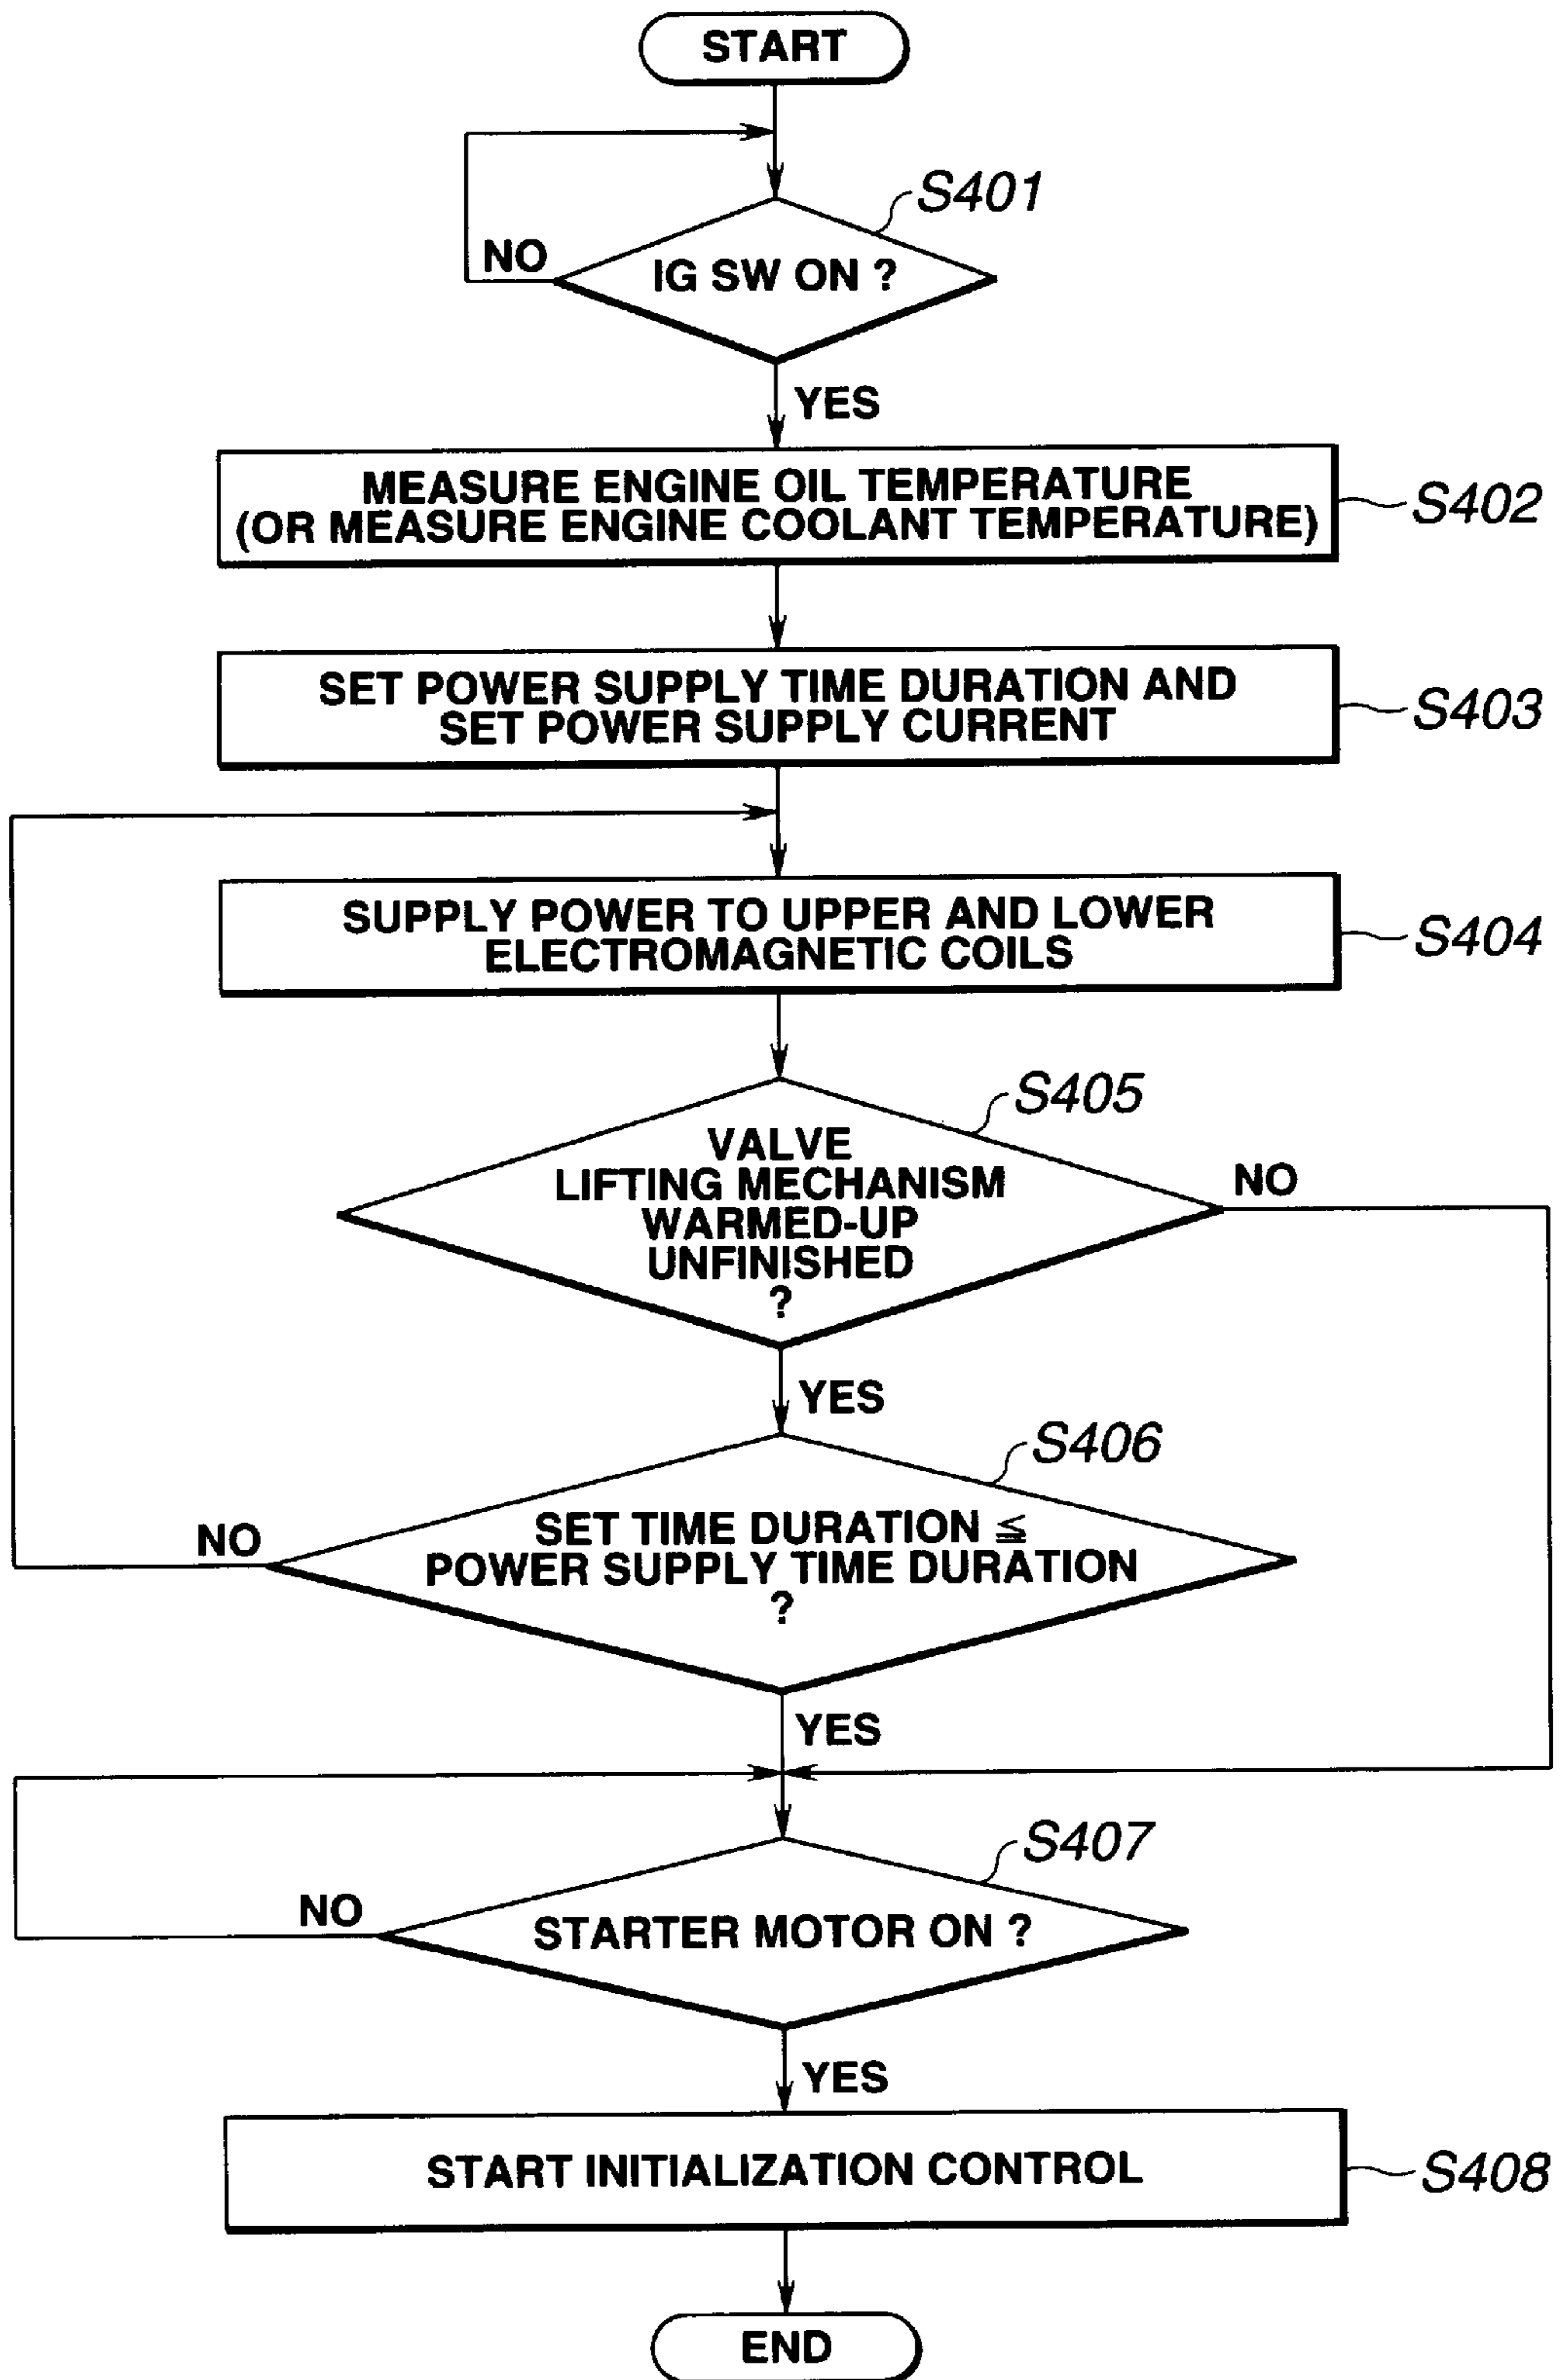 START
S401
NO
IG SW ON ?
YES
MEASURE ENGINE OIL TEMPERATURE
(OR MEASURE ENGINE COOLANT TEMPERATURE)
S402
SET POWER SUPPLY TIME DURATION AND
SET POWER SUPPLY CURRENT
S403
SUPPLY POWER TO UPPER AND LOWER
ELECTROMAGNETIC COILS
S404
S405
VALVE
LIFTING MECHANISM
WARMED-UP
UNFINISHED
?
NO
YES
S406
NO
SET TIME DURATION ≦
POWER SUPPLY TIME DURATION
?
YES
S407
NO
STARTER MOTOR ON ?
YES
START INITIALIZATION CONTROL
S408
END